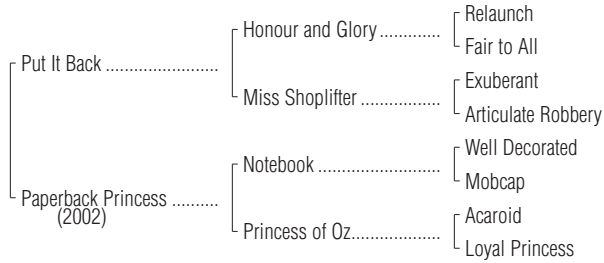 Relaunch
Honour and Glory .............
Fair to All
Put It Back ........................
Exuberant
Miss Shoplifter .................
Articulate Robbery
Well Decorated
Notebook ..........................
Mobcap
Paperback Princess ..........
(2002)
Acaroid
Princess of Oz...................
Loyal Princess